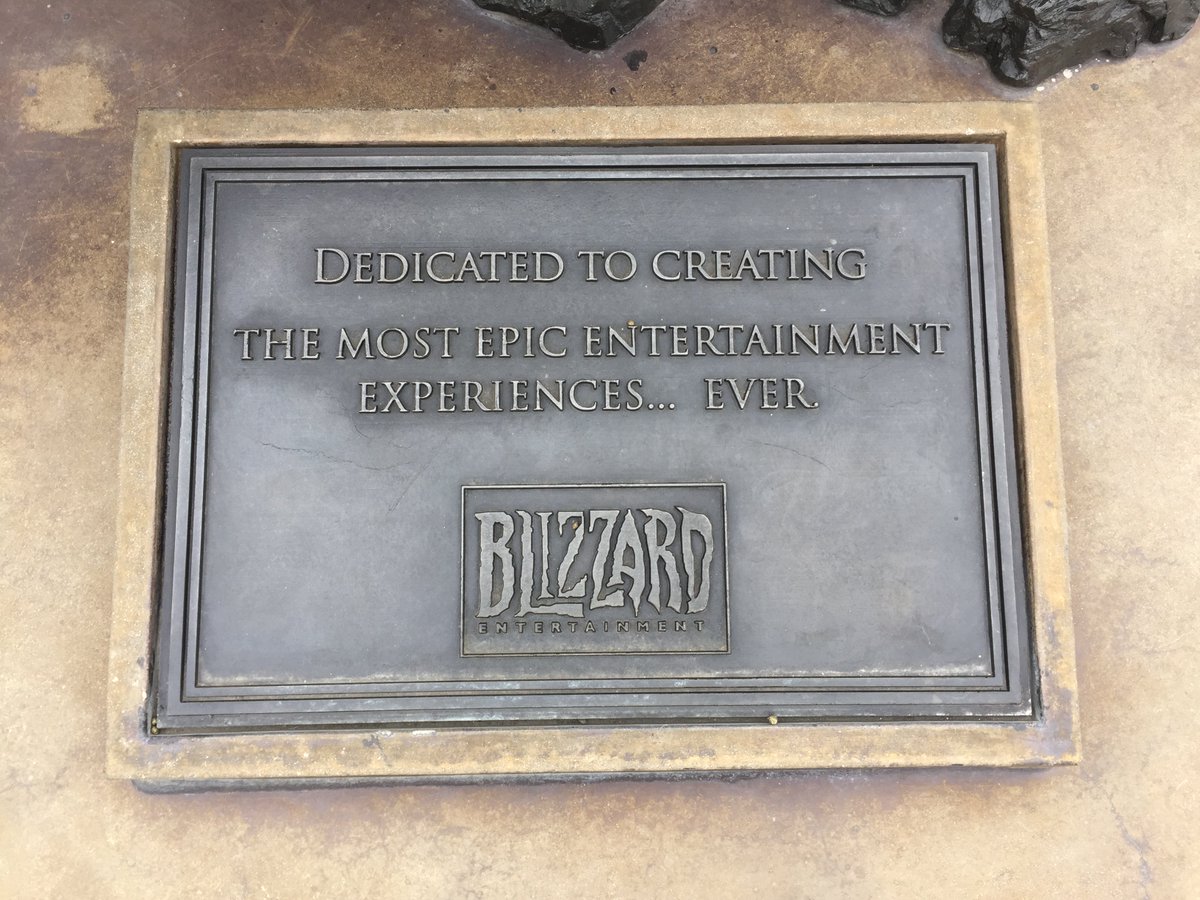 DEDICATED TO CREATING
THE MOST EPIC ENTERTAINMENT
EXPERIENCES... EVER.
BLIZZARD
ENTERTAINMENT